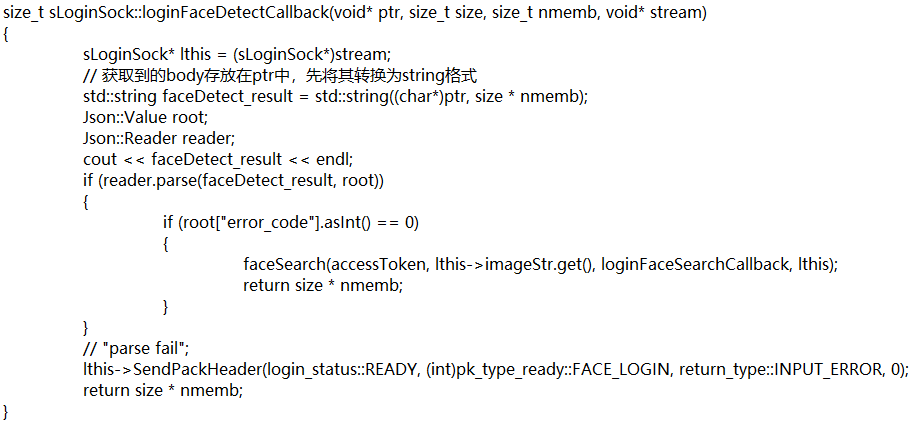 size_t sLoginSock::loginFaceDetectCallback(void* ptr, size_t size, size_t nmemb, void* stream)
{
sLoginSock* lthis = (sLoginSock*)stream;
// 获取到的body存放在ptr中，先将其转换为string格式
std::string faceDetect_result = std::string((char*)ptr, size * nmemb);
Json::Value root;
Json::Reader reader;
cout << faceDetect_result << endl;
if (reader.parse(faceDetect_result, root))
{
if (root["error_code"].asInt() == 0)
{
faceSearch(accessToken, lthis->imageStr.get(), loginFaceSearchCallback, lthis);
return size * nmemb;
}
}
// "parse fail";
lthis->SendPackHeader(login_status::READY, (int)pk_type_ready::FACE_LOGIN, return_type::INPUT_ERROR, 0);
return size * nmemb;
}